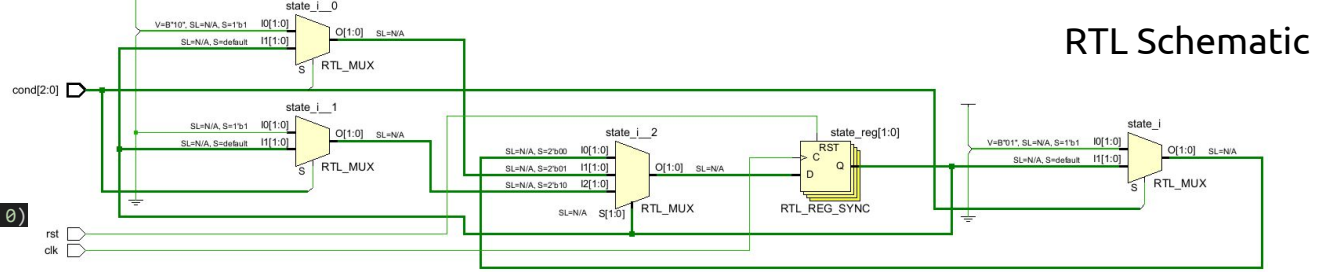 RTL Schematic
state_i__0
V=B"10", SL=N/A, S=1'b1 I0[1:0]
SL=N/A, S=default I1[1:0]
O[1:0] SL=N/A
S RTL_MUX
cond[2:0]
state_i__1
SL=N/A, S=1'b1 I0[1:0]
SL=N/A, S=default I1[1:0]
O[1:0] SL=N/A
S RTL_MUX
state_i__2
SL=N/A, S=2'b00 I0[1:0]
SL=N/A, S=2'b01 I1[1:0]
SL=N/A, S=2'b10 I2[1:0]
O[1:0] SL=N/A
SL=N/A S[1:0] RTL_MUX
state_reg[1:0]
RST
C
D
Q
RTL_REG_SYNC
state_i
V=B"01", SL=N/A, S=1'b1 I0[1:0]
SL=N/A, S=default I1[1:0]
O[1:0] SL=N/A
S RTL_MUX
0)
rst
clk